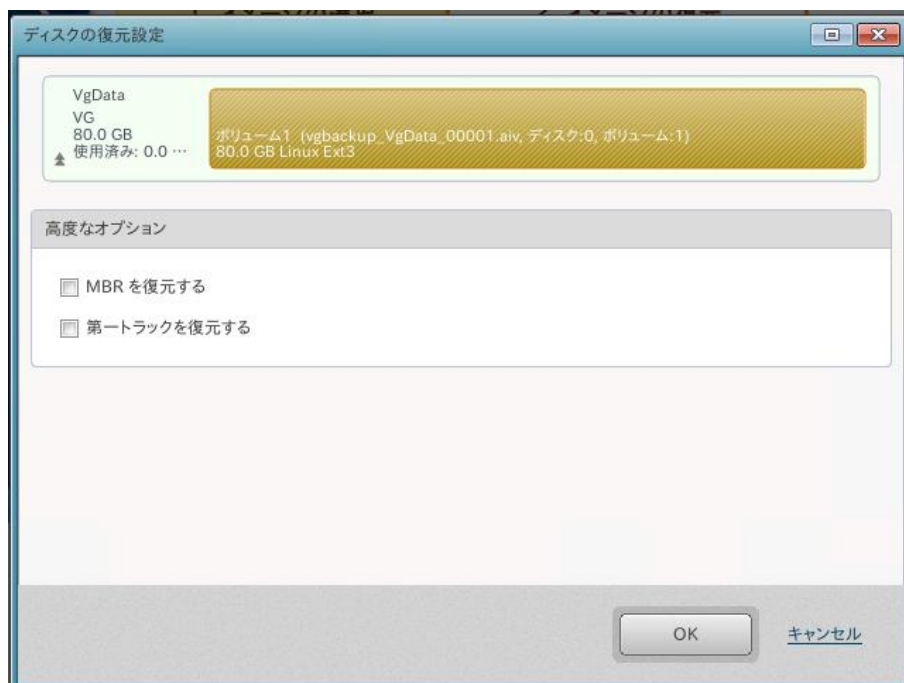 ディスクの復元設定
VgData
VG
80.0 GB
使用済み: 0.0 …
ボリューム1 (vgbackup_VgData_00001.aiv, ディスク:0, ボリューム:1)
80.0 GB Linux Ext3
高度なオプション
MBR を復元する
第一トラックを復元する
OK
キャンセル